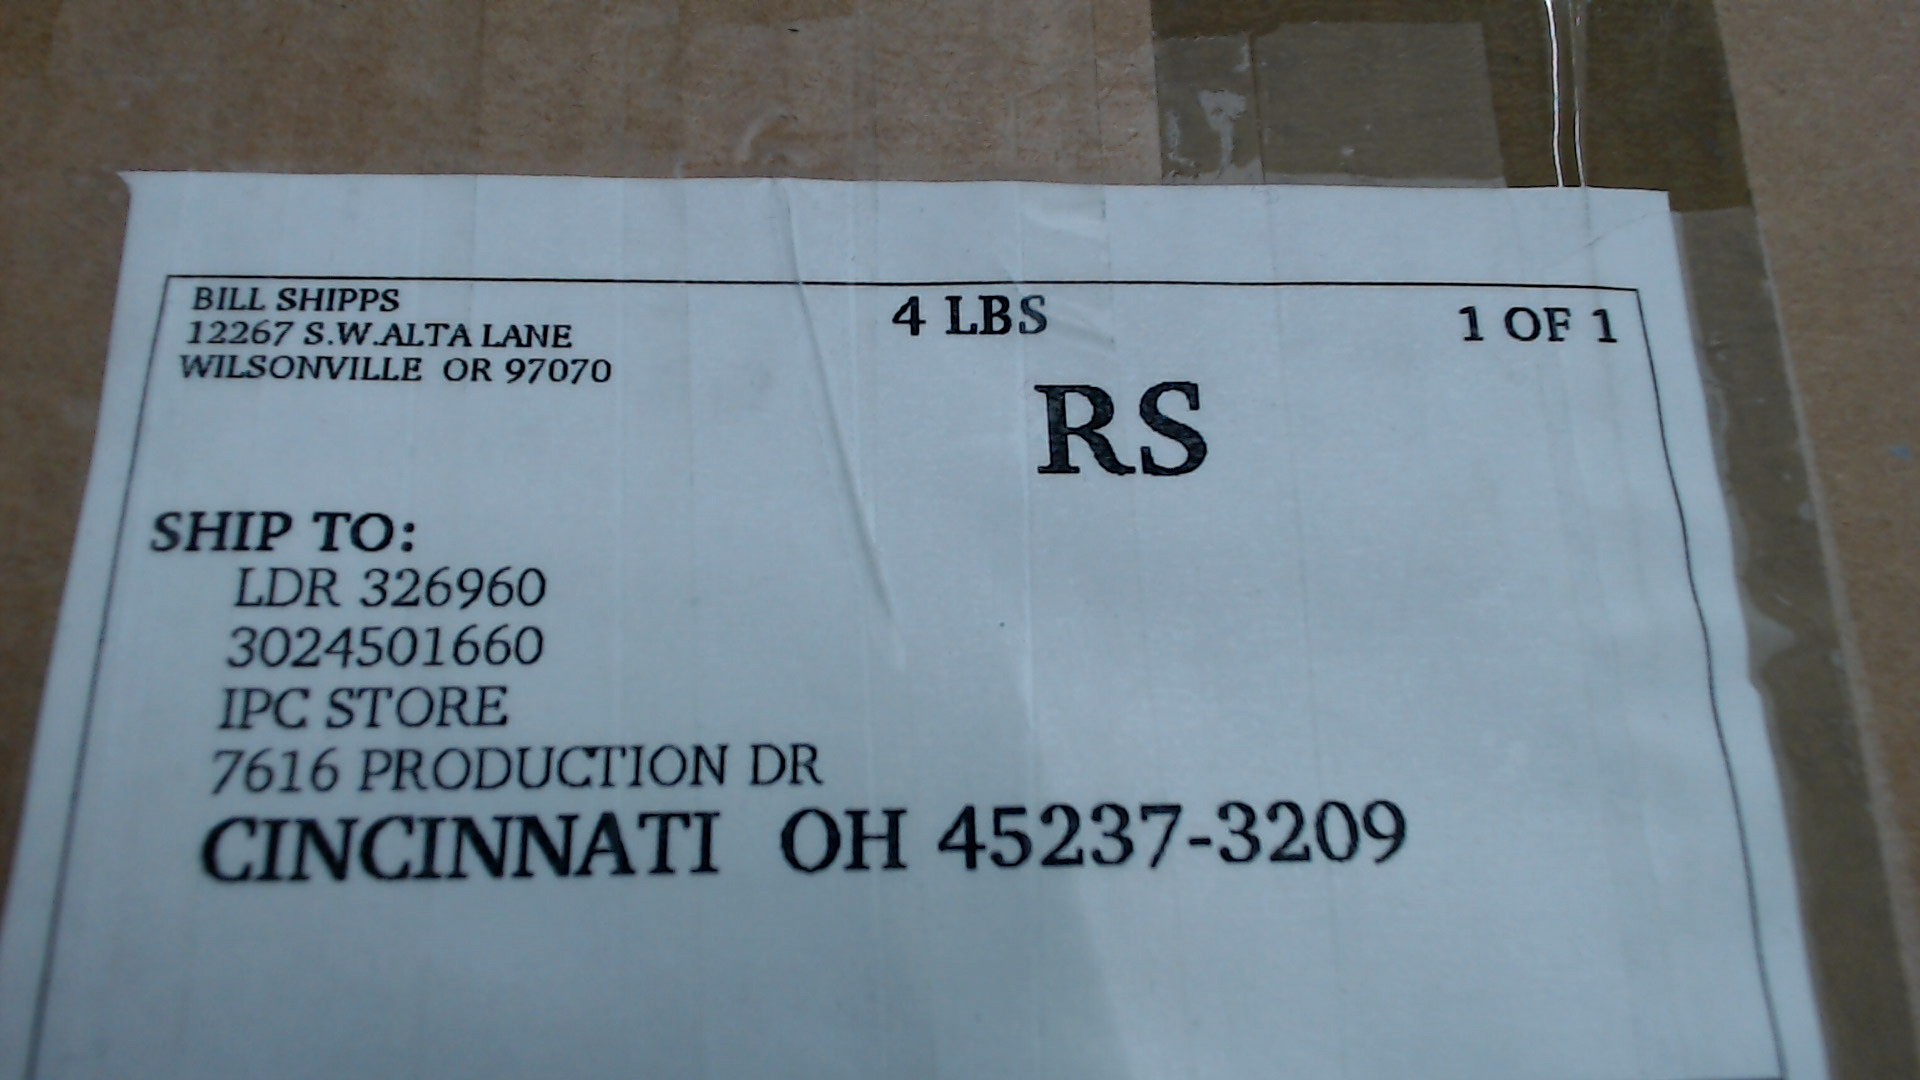 BILL SHIPPS
12267 S.W.ALTA LANE
WILSONVILLE OR 97070
4 LBS
1 OF 1
RS
SHIP TO:
LDR 326960
3024501660
IPC STORE
7616 PRODUCTION DR
CINCINNATI OH 45237-3209